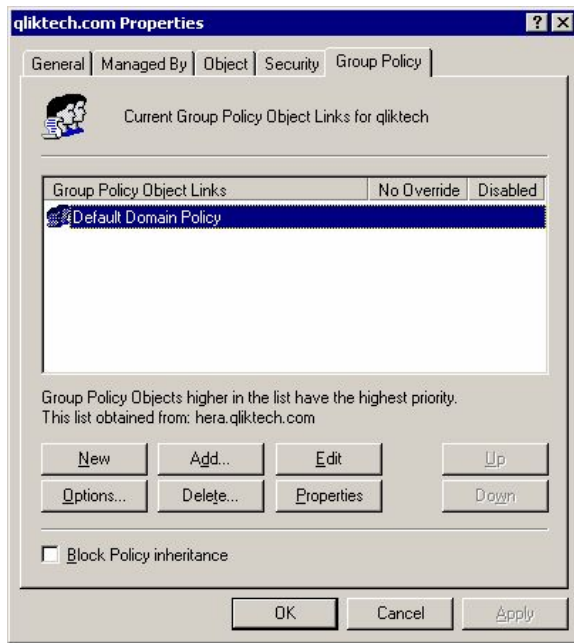 qliktech.com Properties
General Managed By Object Security Group Policy
Current Group Policy Object Links for qliktech
Group Policy Object Links No Override Disabled
Default Domain Policy
Group Policy Objects higher in the list have the highest priority.
This list obtained from: hera.qliktech.com
New Add... Edit Up
Options... Delete... Properties Down
Block Policy inheritance
OK Cancel Apply